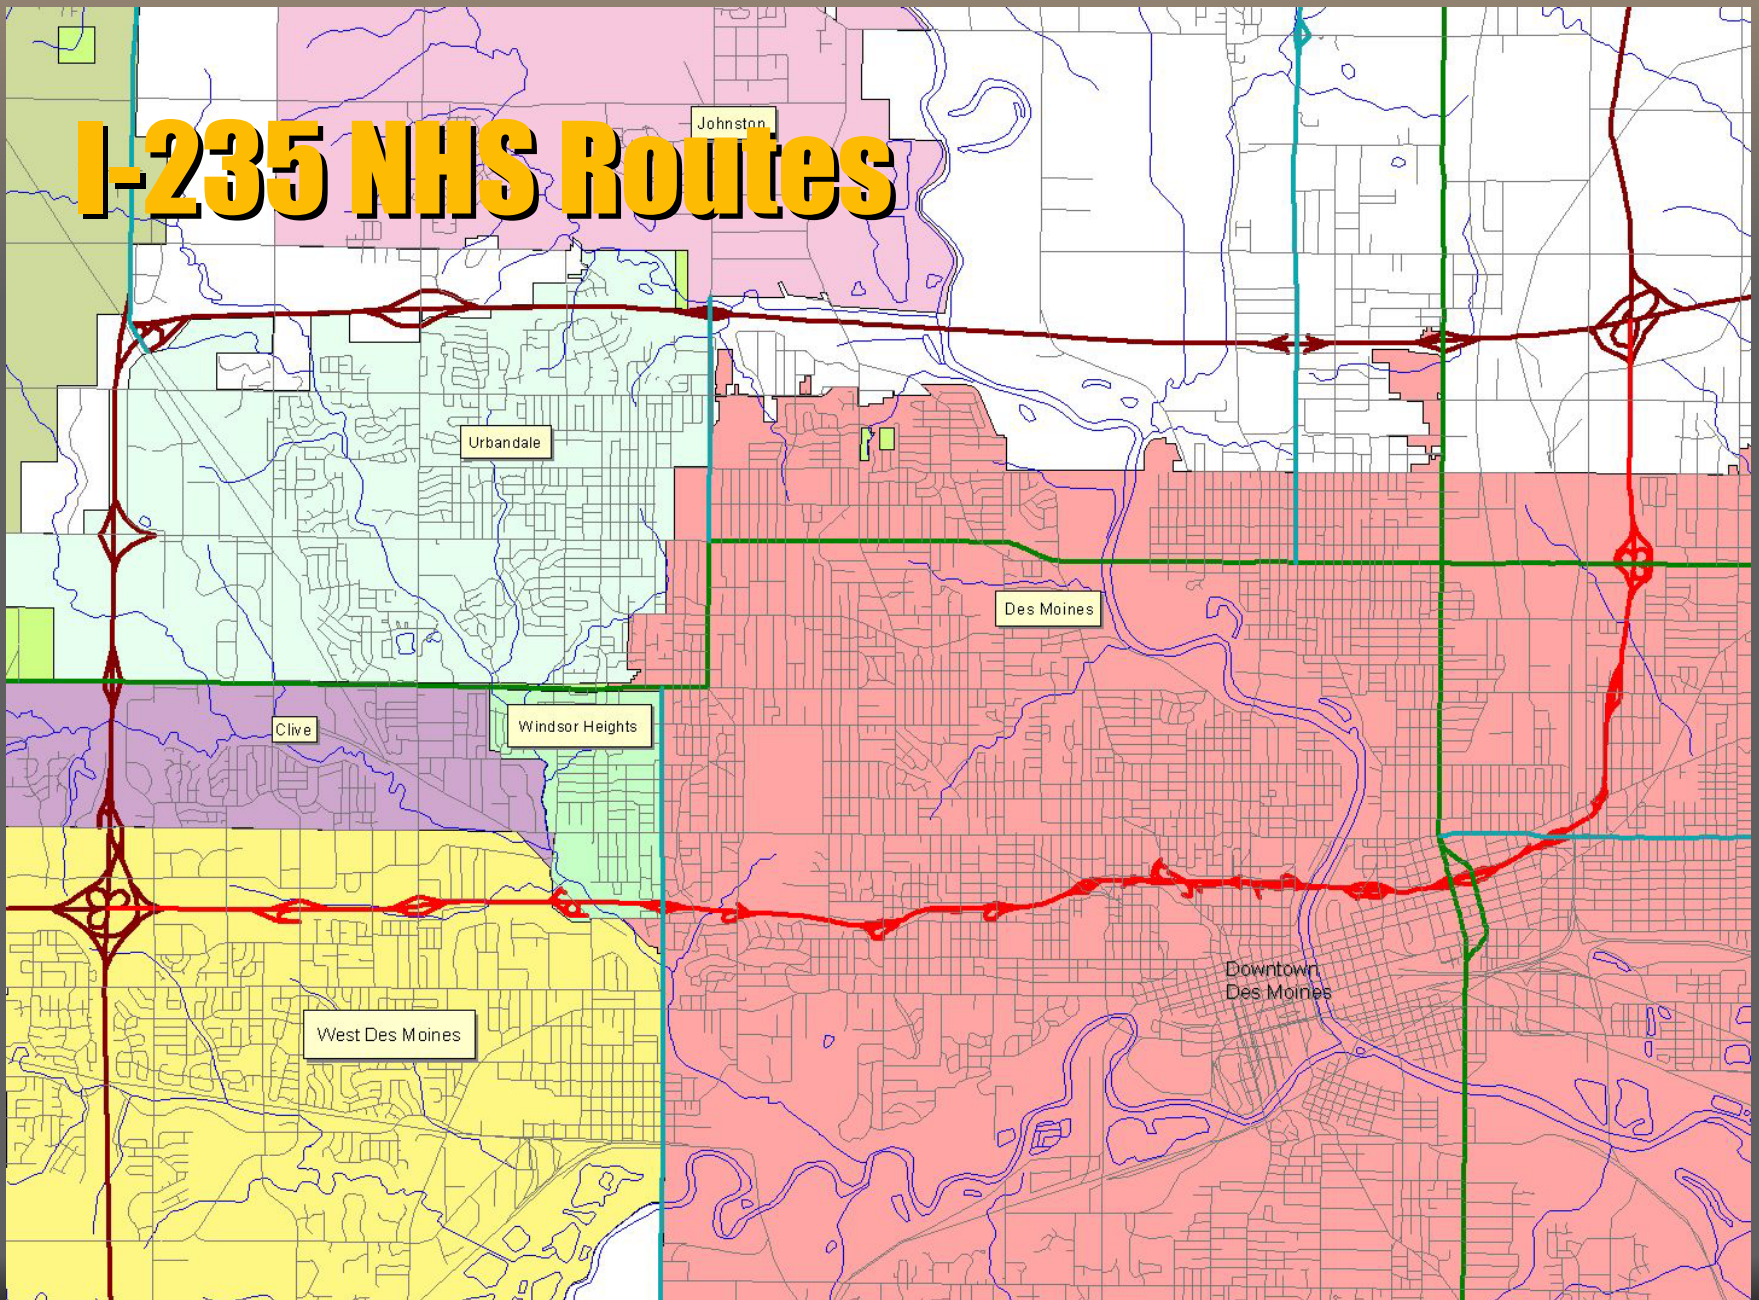 Johnston
I-235 NHS Routes
Urbandale
Des Moines
Clive
Windsor Heights
Downtown
Des Moines
West Des Moines